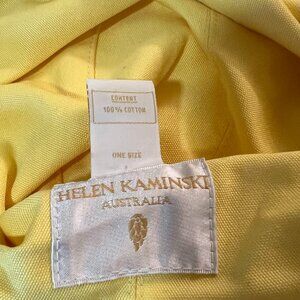 CONTENT
100% COTTON
ONE SIZE
HELEN KAMINSKI
AUSTRALIA